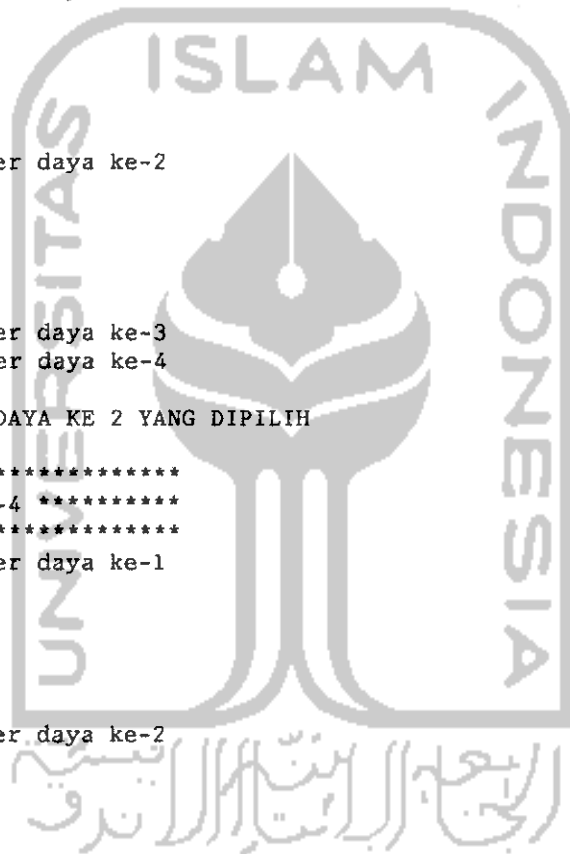 ISLAM
UNIVERSITAS
INDONESIA
er daya ke-2
er daya ke-3
er daya ke-4
DAYA KE 2 YANG DIPILIH
*************
-4 **********
*************
er daya ke-1
er daya ke-2